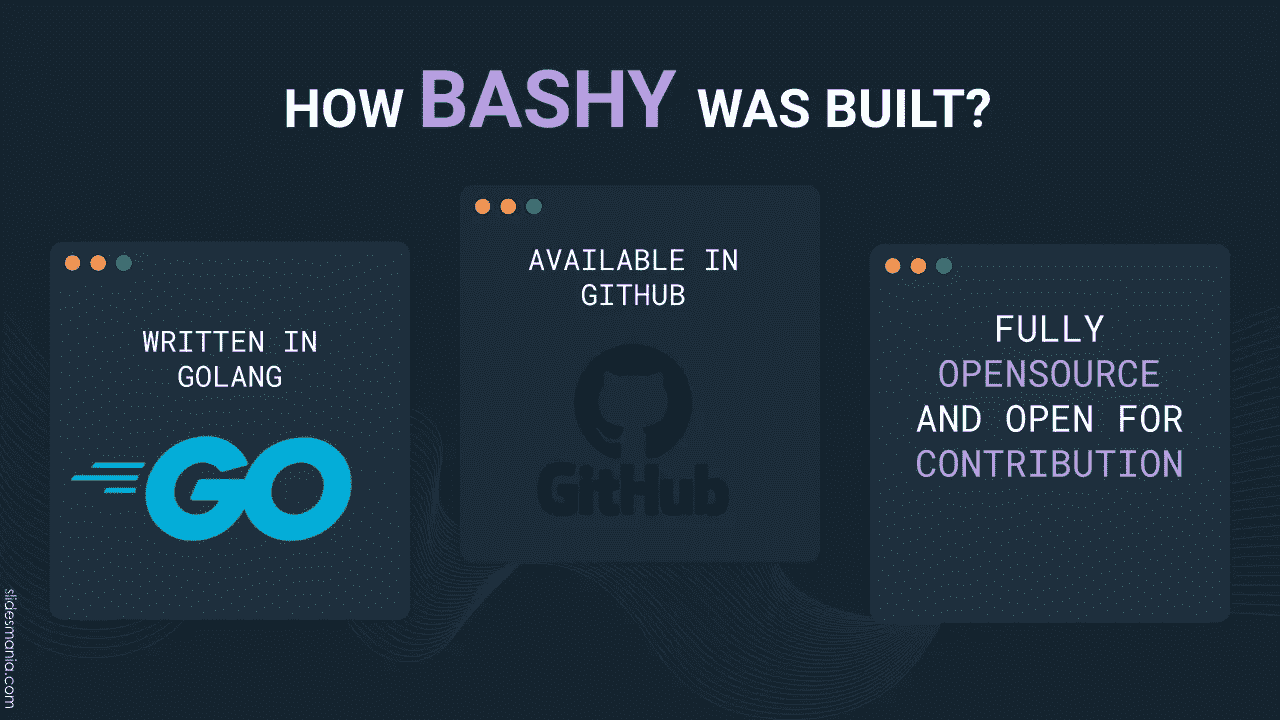 HOW BASHY WAS BUILT?
WRITTEN IN
GOLANG
GO
AVAILABLE IN
GITHUB
GitHub
FULLY
OPENSOURCE
AND OPEN FOR
CONTRIBUTION
slidesmania.com